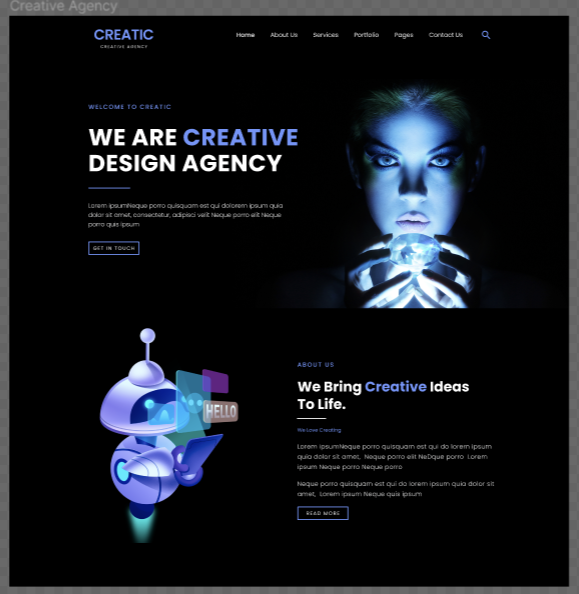 Creative Agency
CREATIC
CREATIVE AGENCY
Home About Us Services Portfolio Pages Contact Us
WELCOME TO CREATIC
WE ARE CREATIVE
DESIGN AGENCY
Lorem ipsumNeque porro quisquam est qui dolorem ipsum quia
dolor sit amet, consectetur, adipisci velit Neque porro elit Neque
porro quia ipsum
GET IN TOUCH
HELLO
ABOUT US
We Bring Creative Ideas
To Life.
We Love Creating
Lorem ipsumNeque porro quisquam est qui do lorem ipsum
quia dolor sit amet, Neque porro elit NeDque porro Lorem
ipsum Neque porro Neque porro
Neque porro quisquam est qui do lorem ipsum quia dolor sit
amet, Lorem ipsum Neque quis ipsum
READ MORE